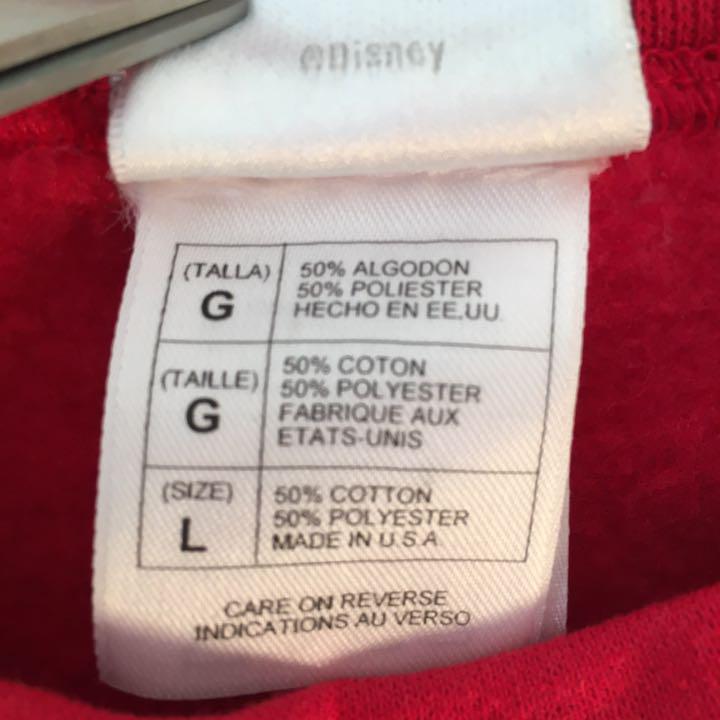 ©Disney
(TALLA)
G
50% ALGODON
50% POLIESTER
HECHO EN EE.UU
(TAILLE)
G
50% COTON
50% POLYESTER
FABRIQUE AUX
ETATS-UNIS
(SIZE)
L
50% COTTON
50% POLYESTER
MADE IN U.S.A
CARE ON REVERSE
INDICATIONS AU VERSO